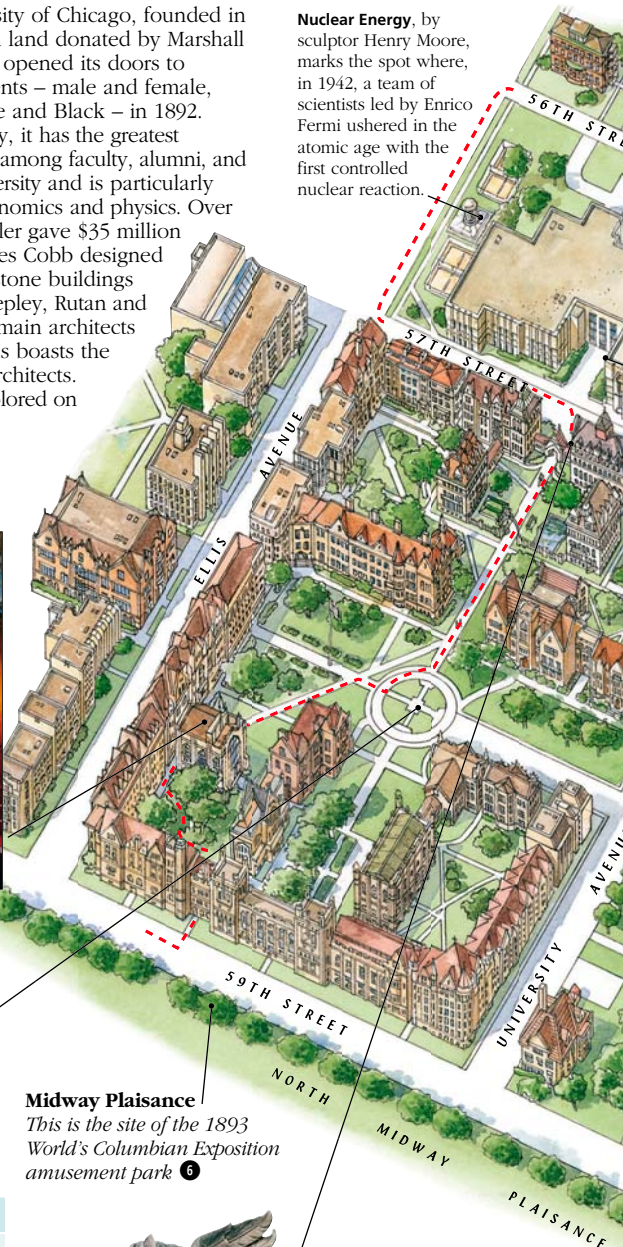 sity of Chicago, founded in
land donated by Marshall
opened its doors to
nts – male and female,
e and Black – in 1892.
y, it has the greatest
among faculty, alumni, and
ersity and is particularly
nomics and physics. Over
ller gave $35 million
es Cobb designed
stone buildings
epley, Rutan and
main architects
s boasts the
rchitects.
plored on
Nuclear Energy, by
sculptor Henry Moore,
marks the spot where,
in 1942, a team of
scientists led by Enrico
Fermi ushered in the
atomic age with the
first controlled
nuclear reaction.
56TH STRE
57TH STREET
ELLIS AVENUE
UNIVERSITY AVENU
59TH STREET
NORTH MIDWAY PLAISANCE
Midway Plaisance
This is the site of the 1893
World's Columbian Exposition
amusement park 6